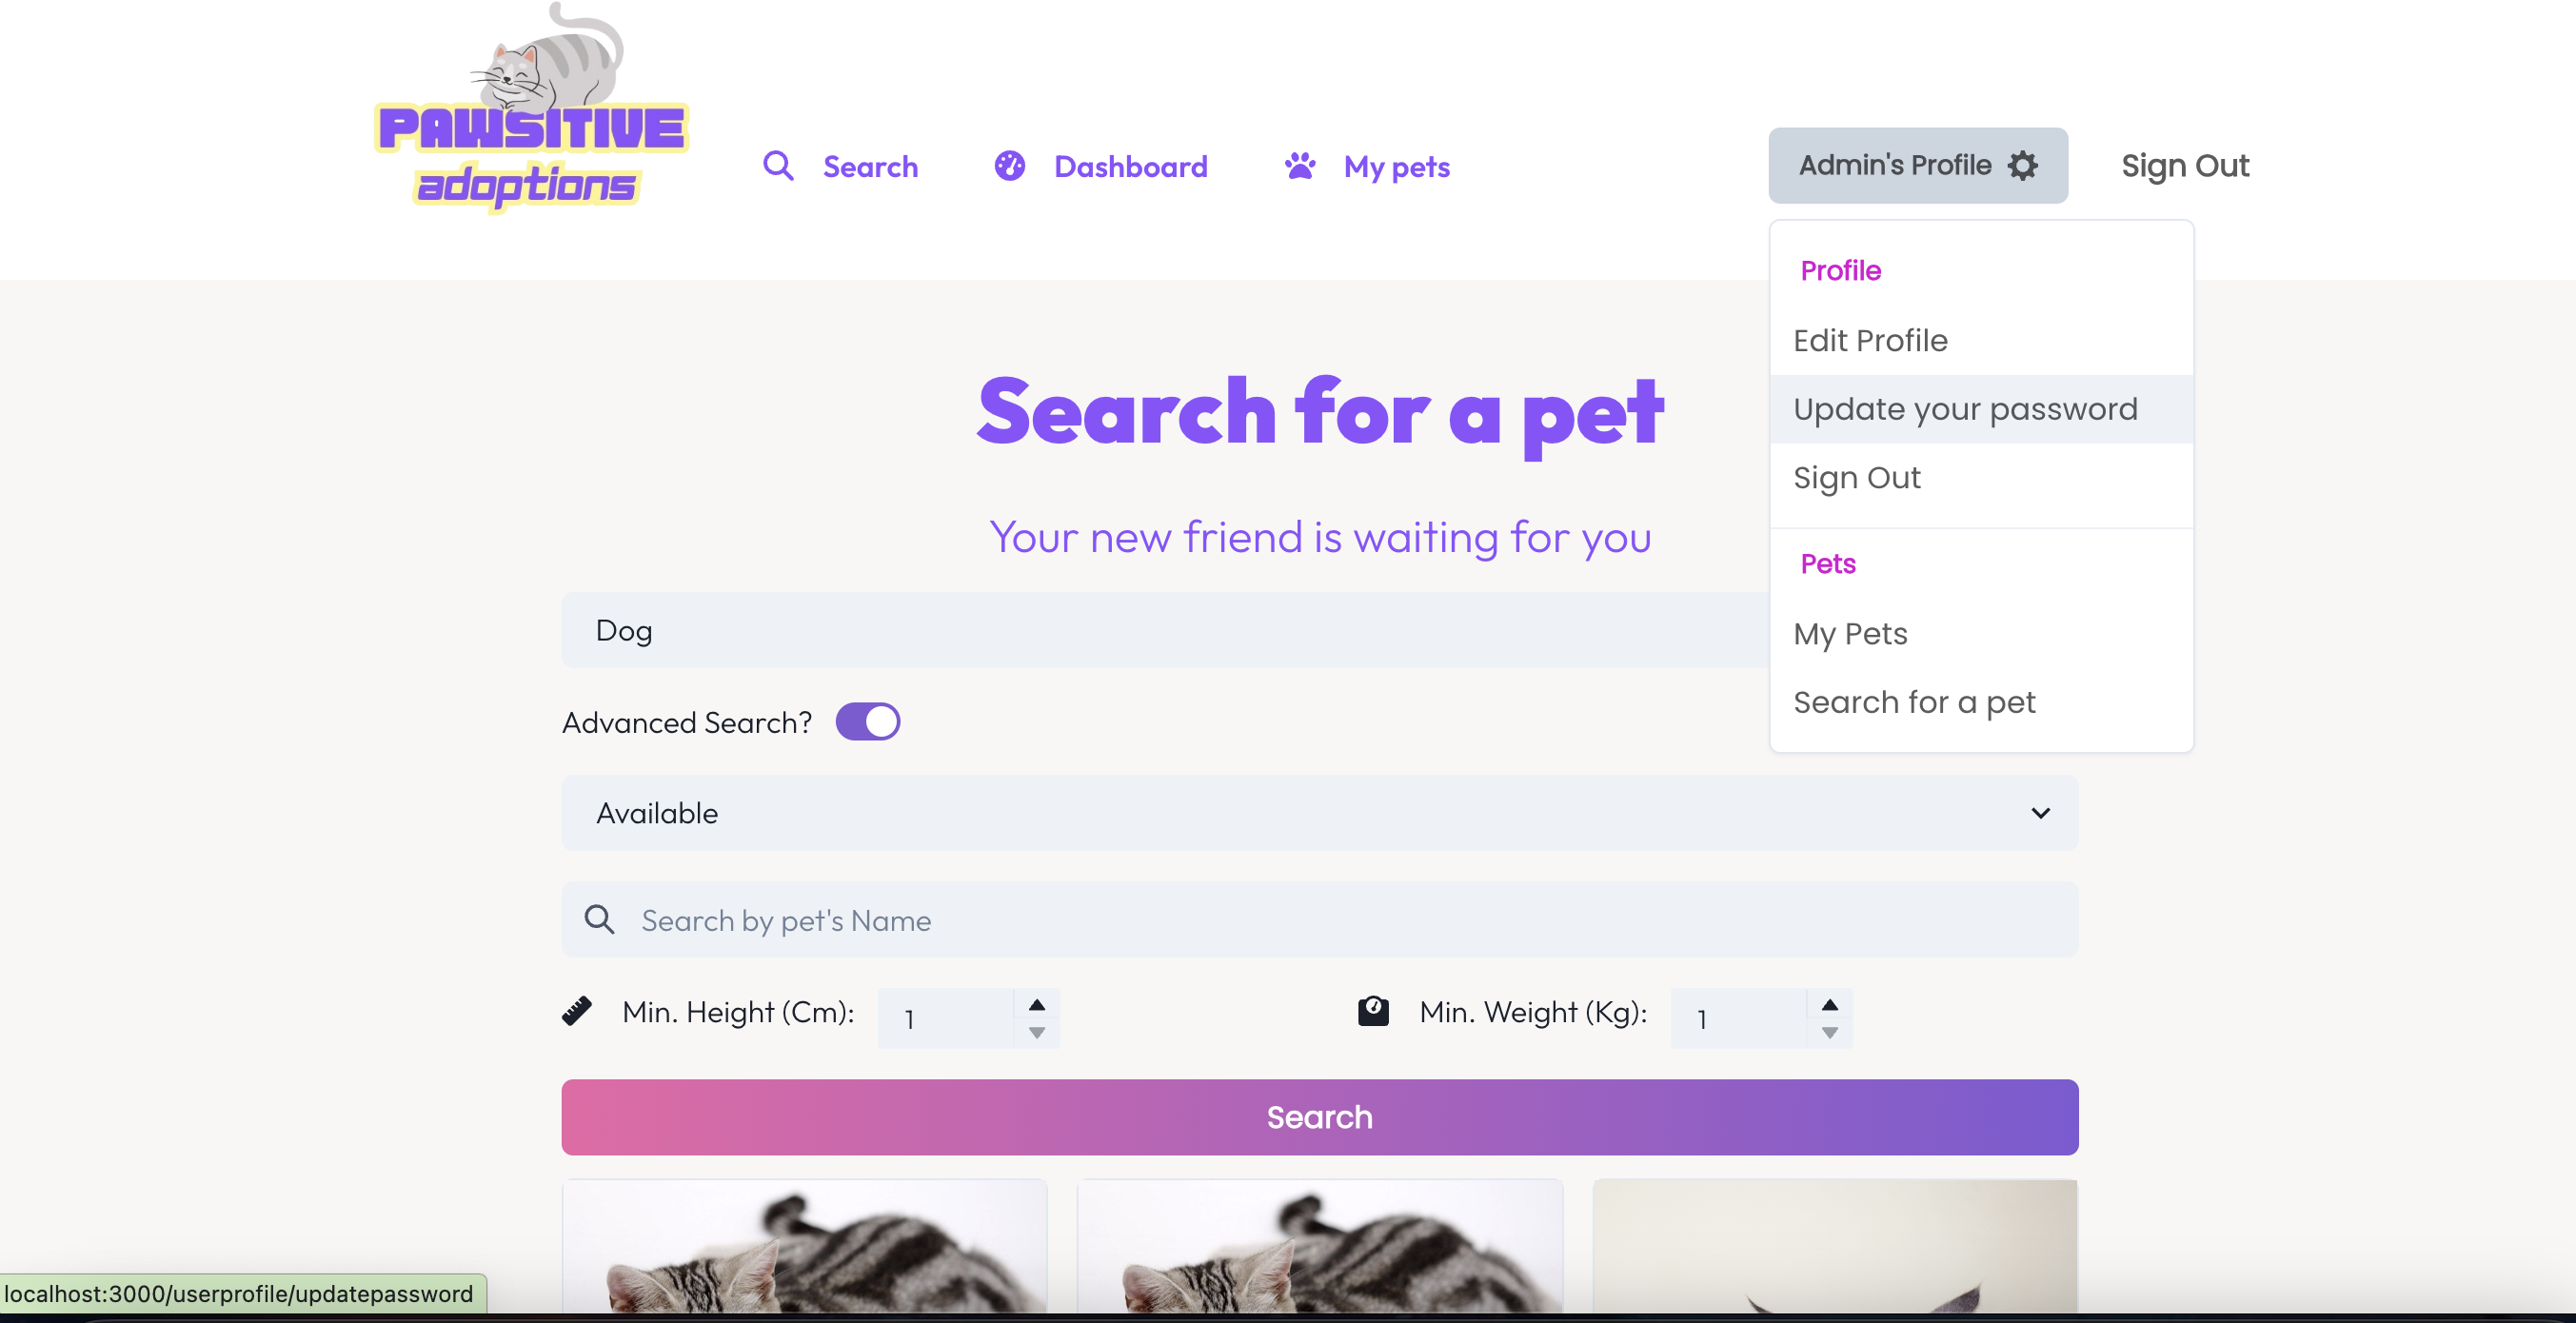 PAWSITIVE
adoptions
Search
Dashboard
My pets
Admin's Profile
Sign Out
Profile
Edit Profile
Update your password
Sign Out
Pets
My Pets
Search for a pet
Search for a pet
Your new friend is waiting for you
Dog
Advanced Search?
Available
Search by pet's Name
Min. Height (Cm): 1
Min. Weight (Kg): 1
Search
localhost:3000/userprofile/updatepassword